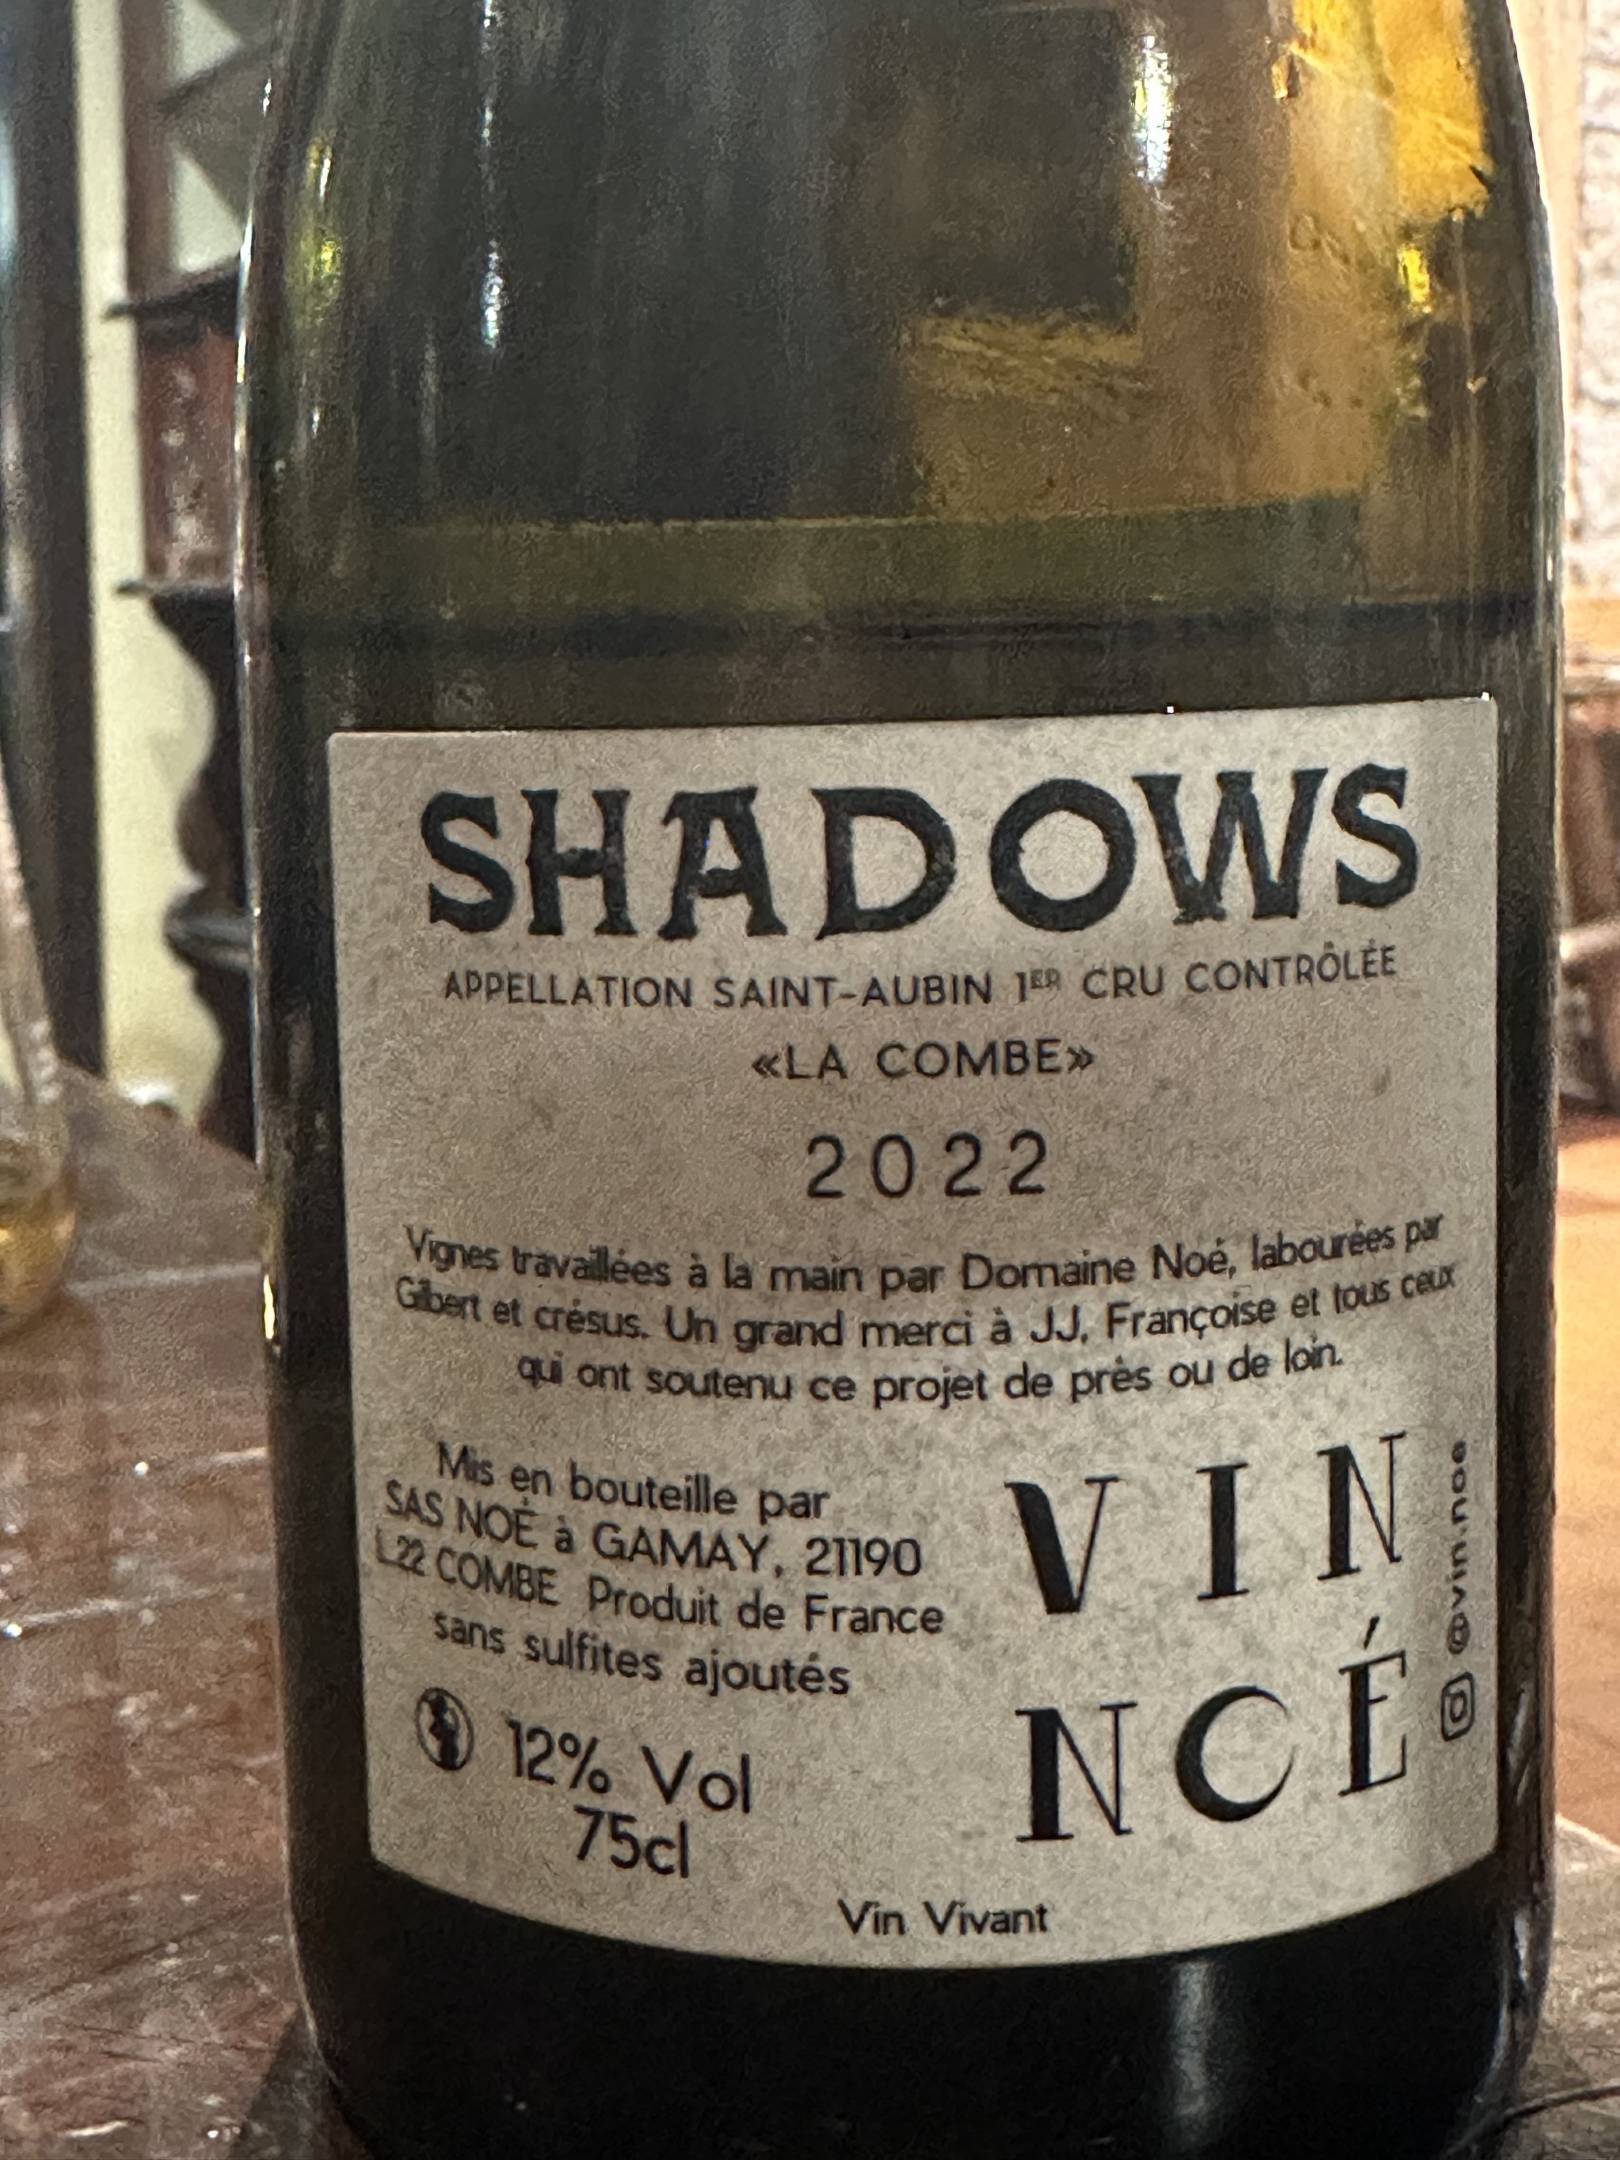 SHADOWS
APPELLATION SAINT-AUBIN 1ER CRU CONTRÔLÉE
«LA COMBE»
2022
Vignes travaillées à la main par Domaine Noé, labourées par
Gilbert et crésus. Un grand merci à JJ, Françoise et tous ceux
qui ont soutenu ce projet de près ou de loin.
Mis en bouteille par
SAS NOÉ à GAMAY, 21190
L22 COMBE Produit de France
sans sulfites ajoutés
12% Vol
75cl
VIN
NOÉ
@vin.noe
Vin Vivant